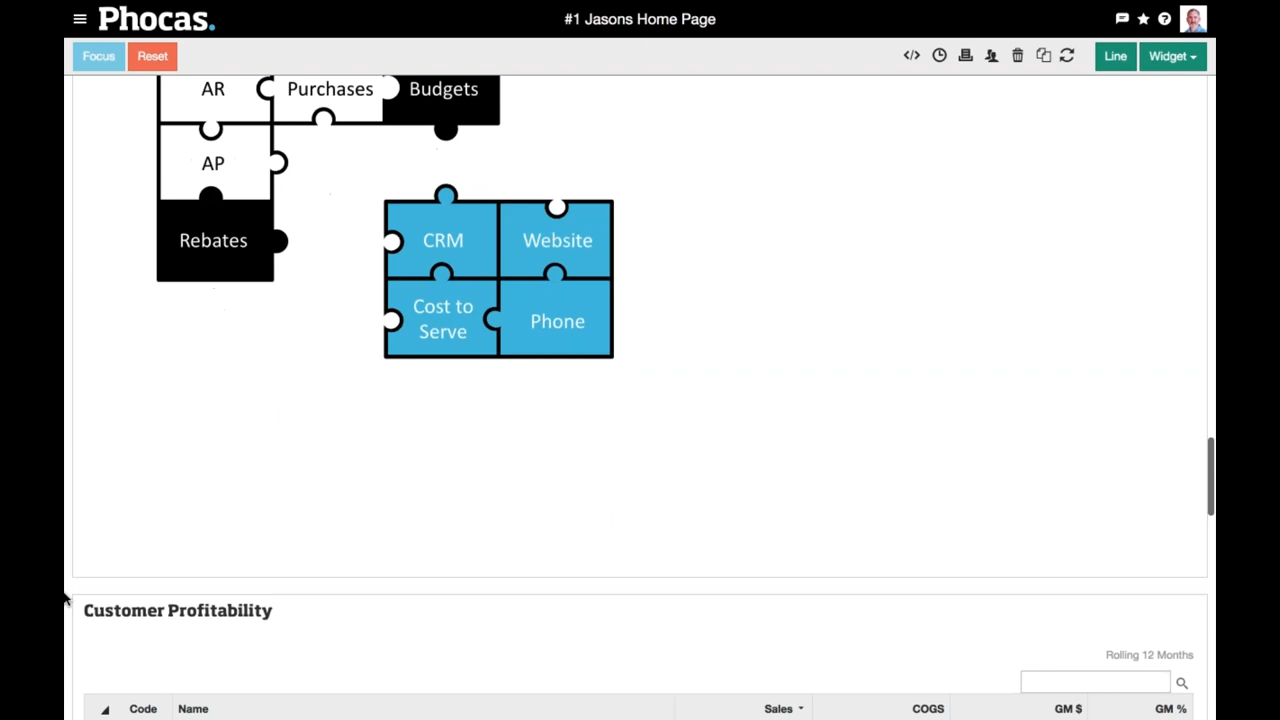 Phocas.
#1 Jasons Home Page
Focus
Reset
Line
Widget
AR
Purchases
Budgets
AP
Rebates
CRM
Website
Cost to
Serve
Phone
Customer Profitability
Rolling 12 Months
Code
Name
Sales
COGS
GM $
GM %